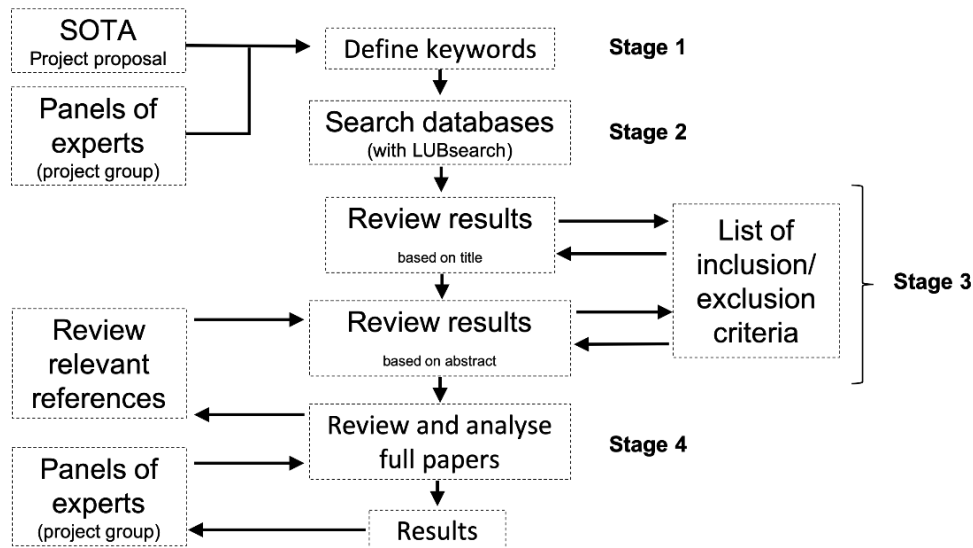 SOTA
Project proposal
Define keywords
Stage 1
Panels of
experts
(project group)
Search databases
(with LUBsearch)
Stage 2
Review results
based on title
List of
inclusion/
exclusion
criteria
Stage 3
Review results
based on abstract
Review
relevant
references
Review and analyse
full papers
Stage 4
Panels of
experts
(project group)
Results